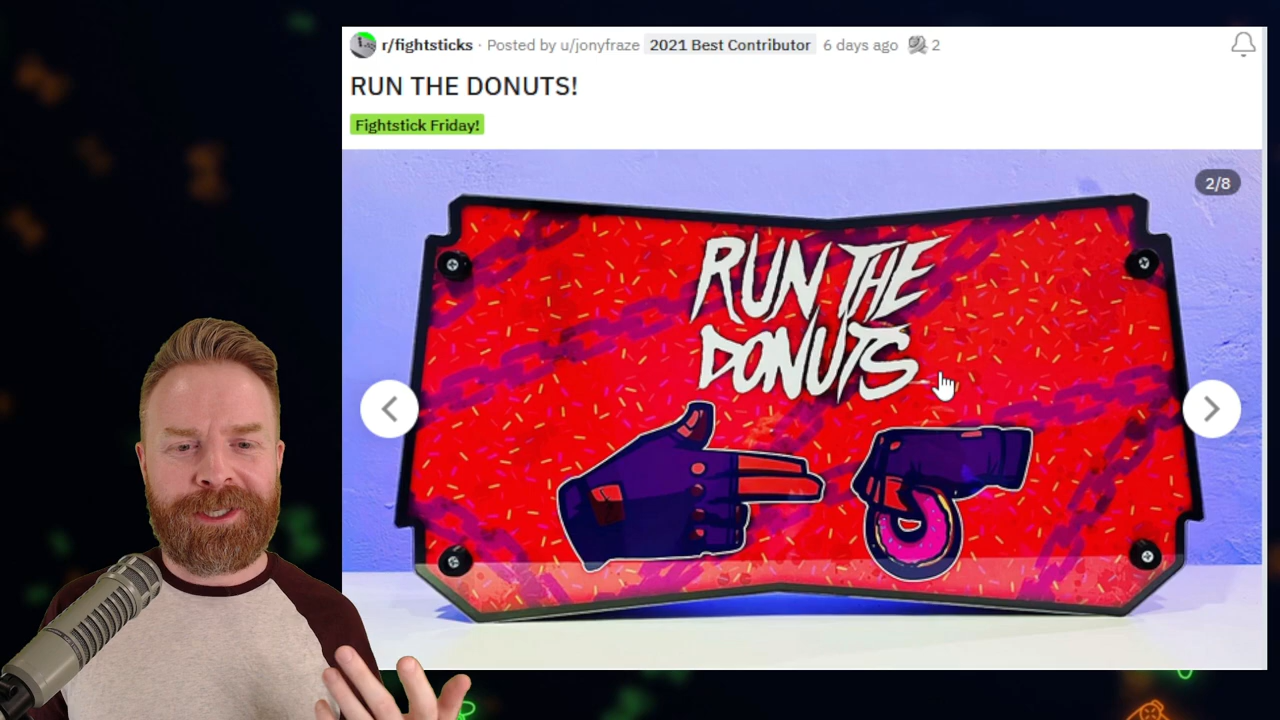 r/fightsticks · Posted by u/jonyfraze 2021 Best Contributor 6 days ago 2
RUN THE DONUTS!
Fightstick Friday!
2/8
RUN THE
DONUTS